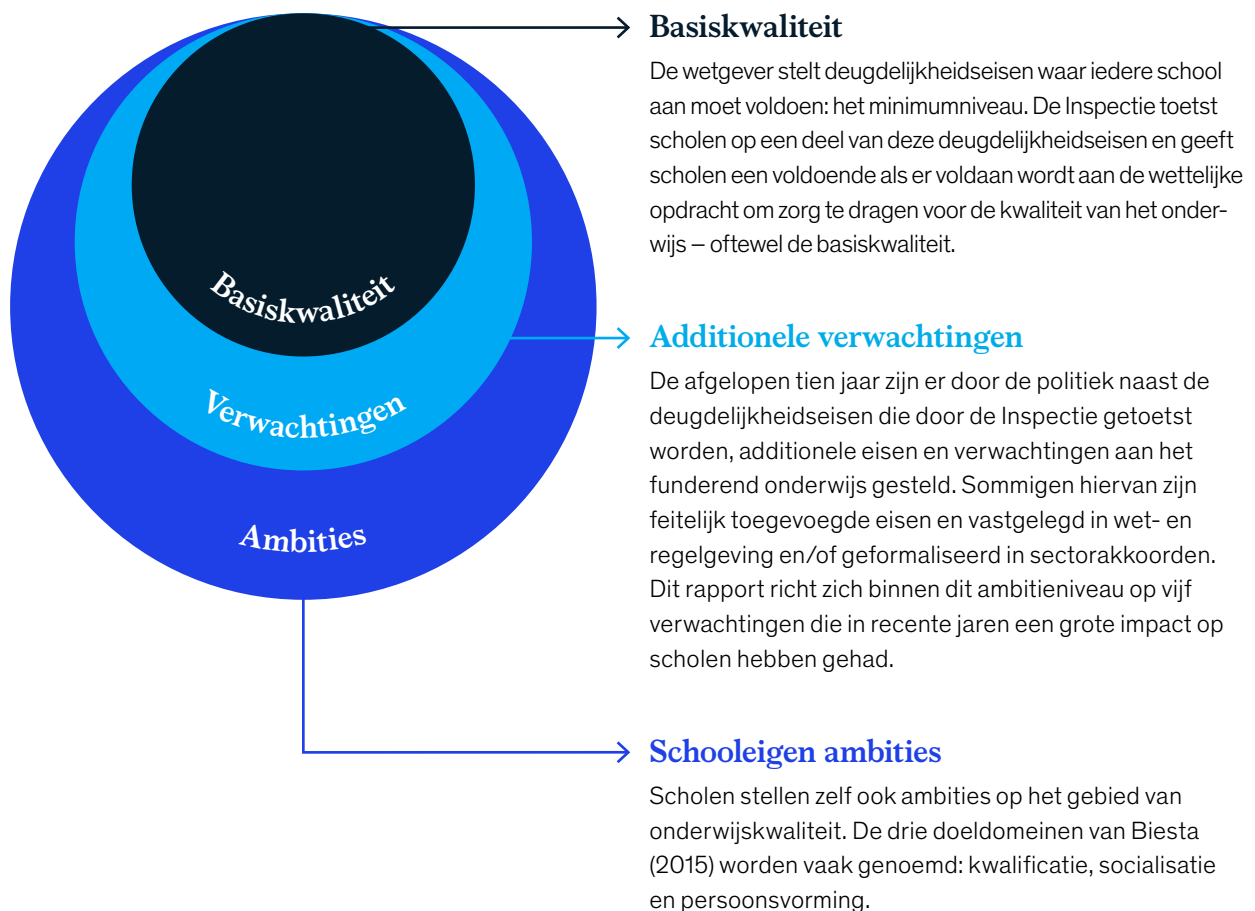 Basiskwaliteit
De wetgever stelt deugdelijkheidseisen waar iedere school
aan moet voldoen: het minimumniveau. De Inspectie toetst
scholen op een deel van deze deugdelijkheidseisen en geeft
scholen een voldoende als er voldaan wordt aan de wettelijke
opdracht om zorg te dragen voor de kwaliteit van het onder-
wijs – oftewel de basiskwaliteit.
Basiskwaliteit
Additionele verwachtingen
De afgelopen tien jaar zijn er door de politiek naast de
deugdelijkheidseisen die door de Inspectie getoetst
worden, additionele eisen en verwachtingen aan het
funderend onderwijs gesteld. Sommigen hiervan zijn
feitelijk toegevoegde eisen en vastgelegd in wet- en
regelgeving en/of geformaliseerd in sectorakkoorden.
Dit rapport richt zich binnen dit ambitieniveau op vijf
verwachtingen die in recente jaren een grote impact op
scholen hebben gehad.
Verwachtingen
Ambities
Schooleigen ambities
Scholen stellen zelf ook ambities op het gebied van
onderwijskwaliteit. De drie doeldomeinen van Biesta
(2015) worden vaak genoemd: kwalificatie, socialisatie
en persoonsvorming.